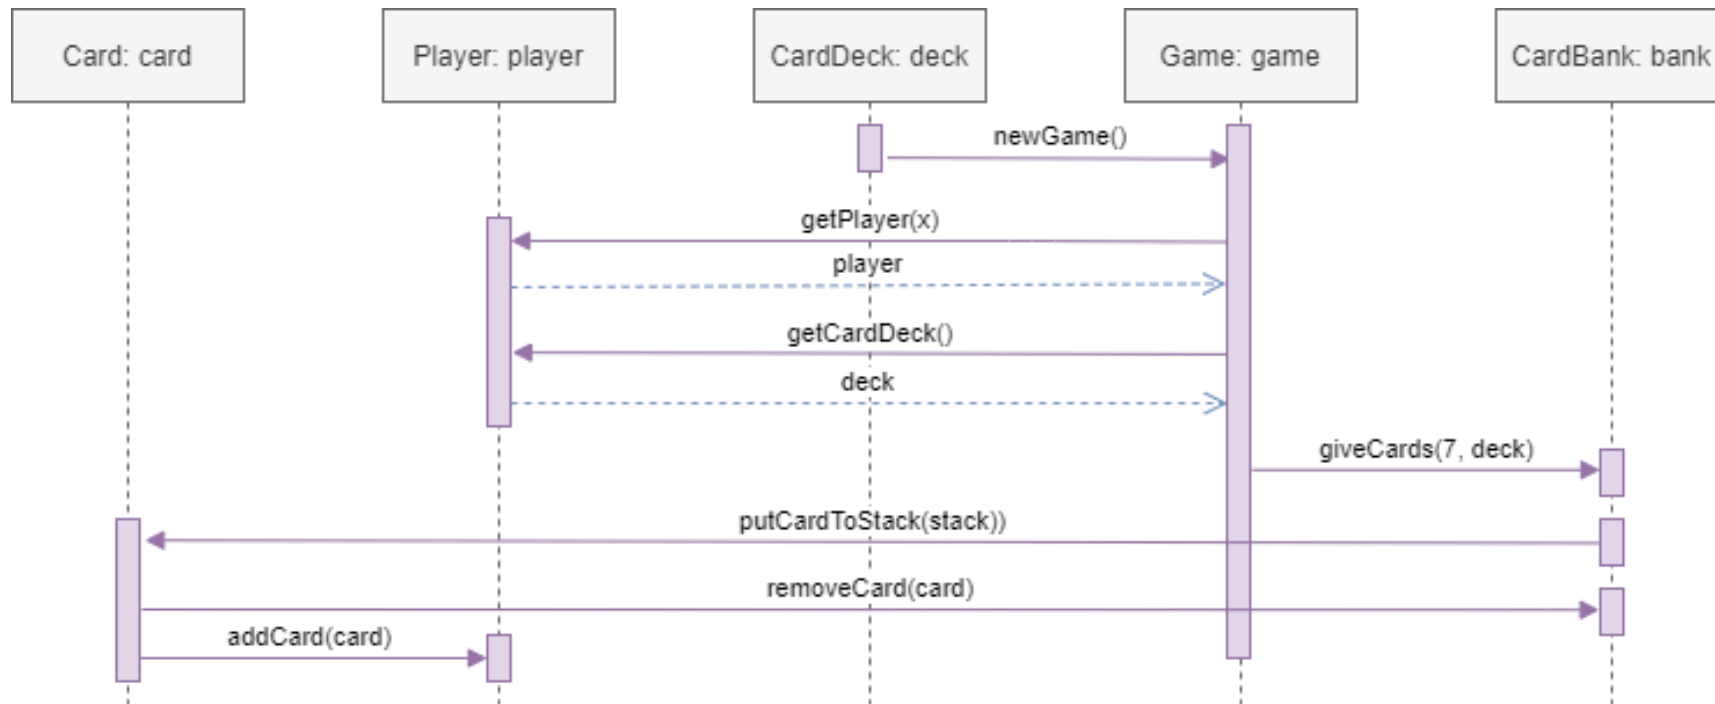 Card: card
Player: player
CardDeck: deck
Game: game
CardBank: bank
newGame()
getPlayer(x)
player
getCardDeck()
deck
giveCards(7, deck)
putCardToStack(stack))
removeCard(card)
addCard(card)